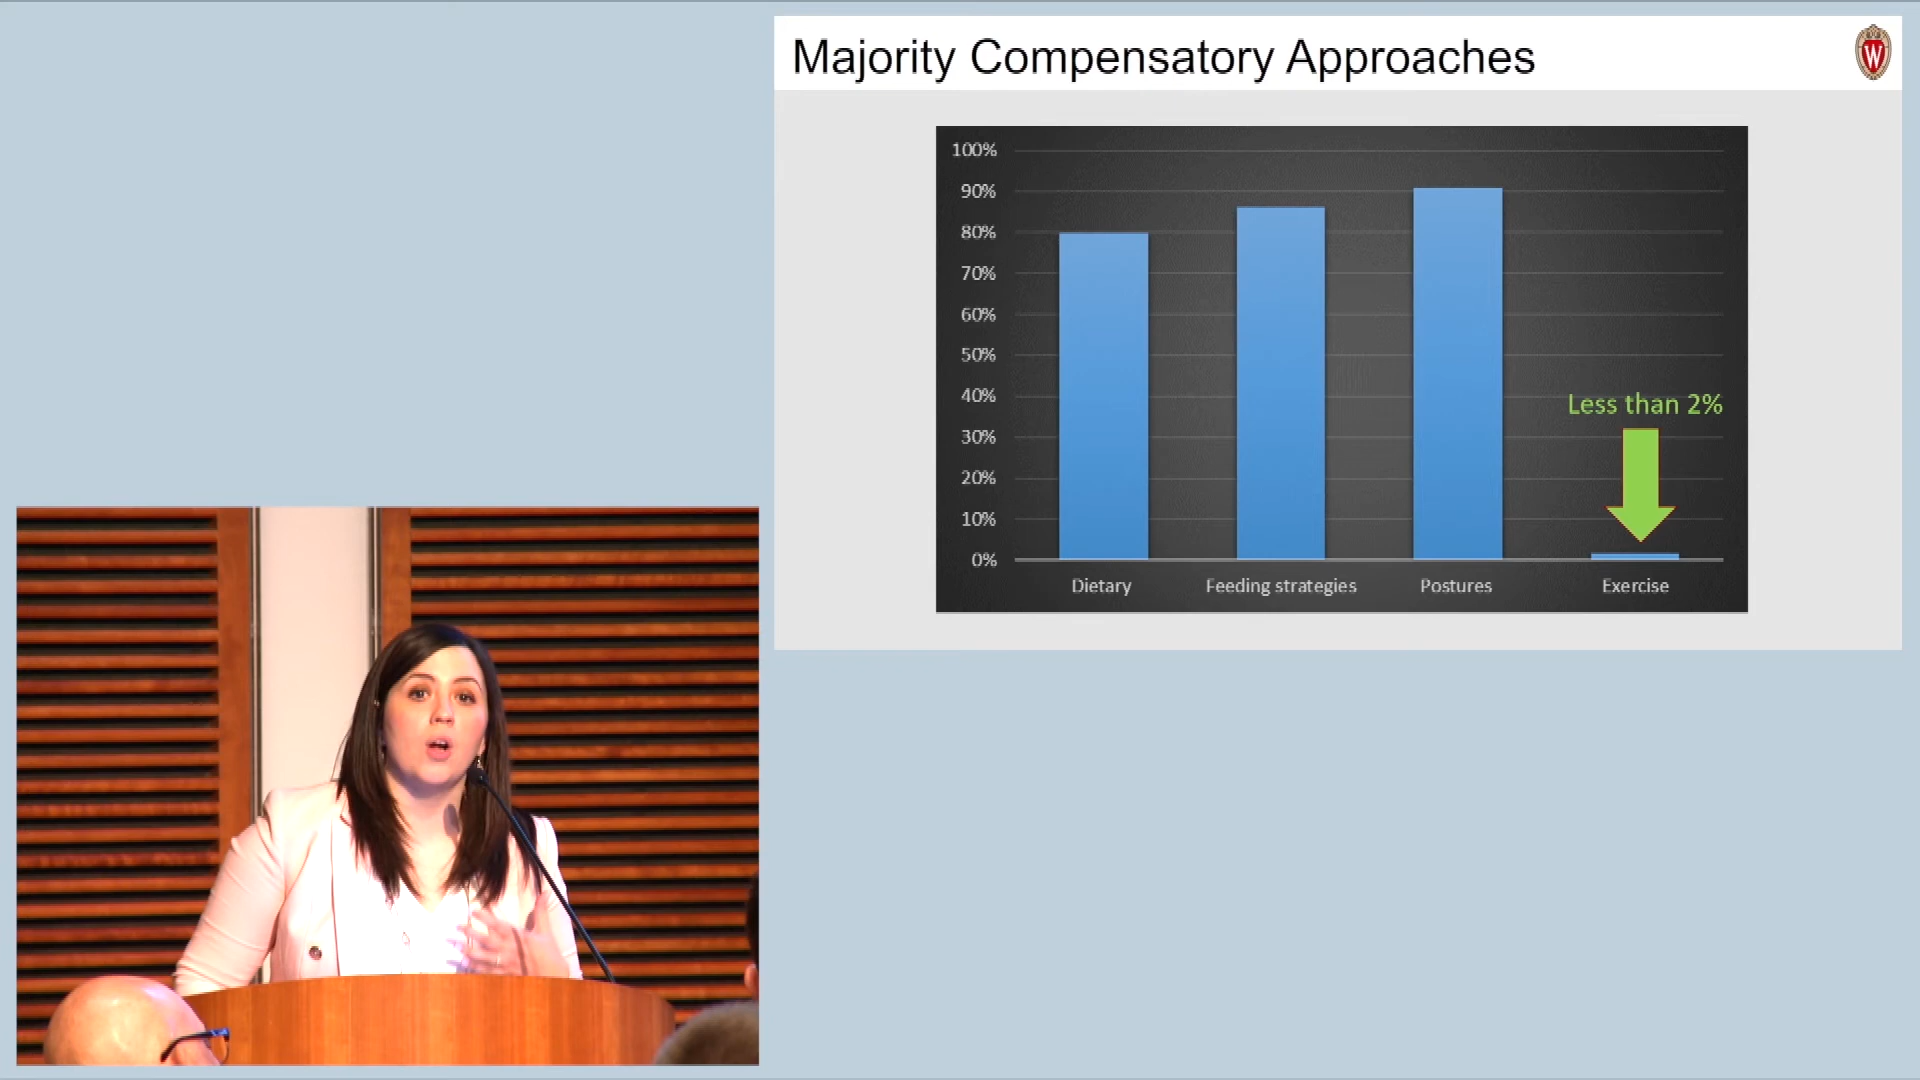 Majority Compensatory Approaches
W
100%
90%
80%
70%
60%
50%
40%
30%
20%
10%
0%
Less than 2%
Dietary Feeding strategies Postures Exercise